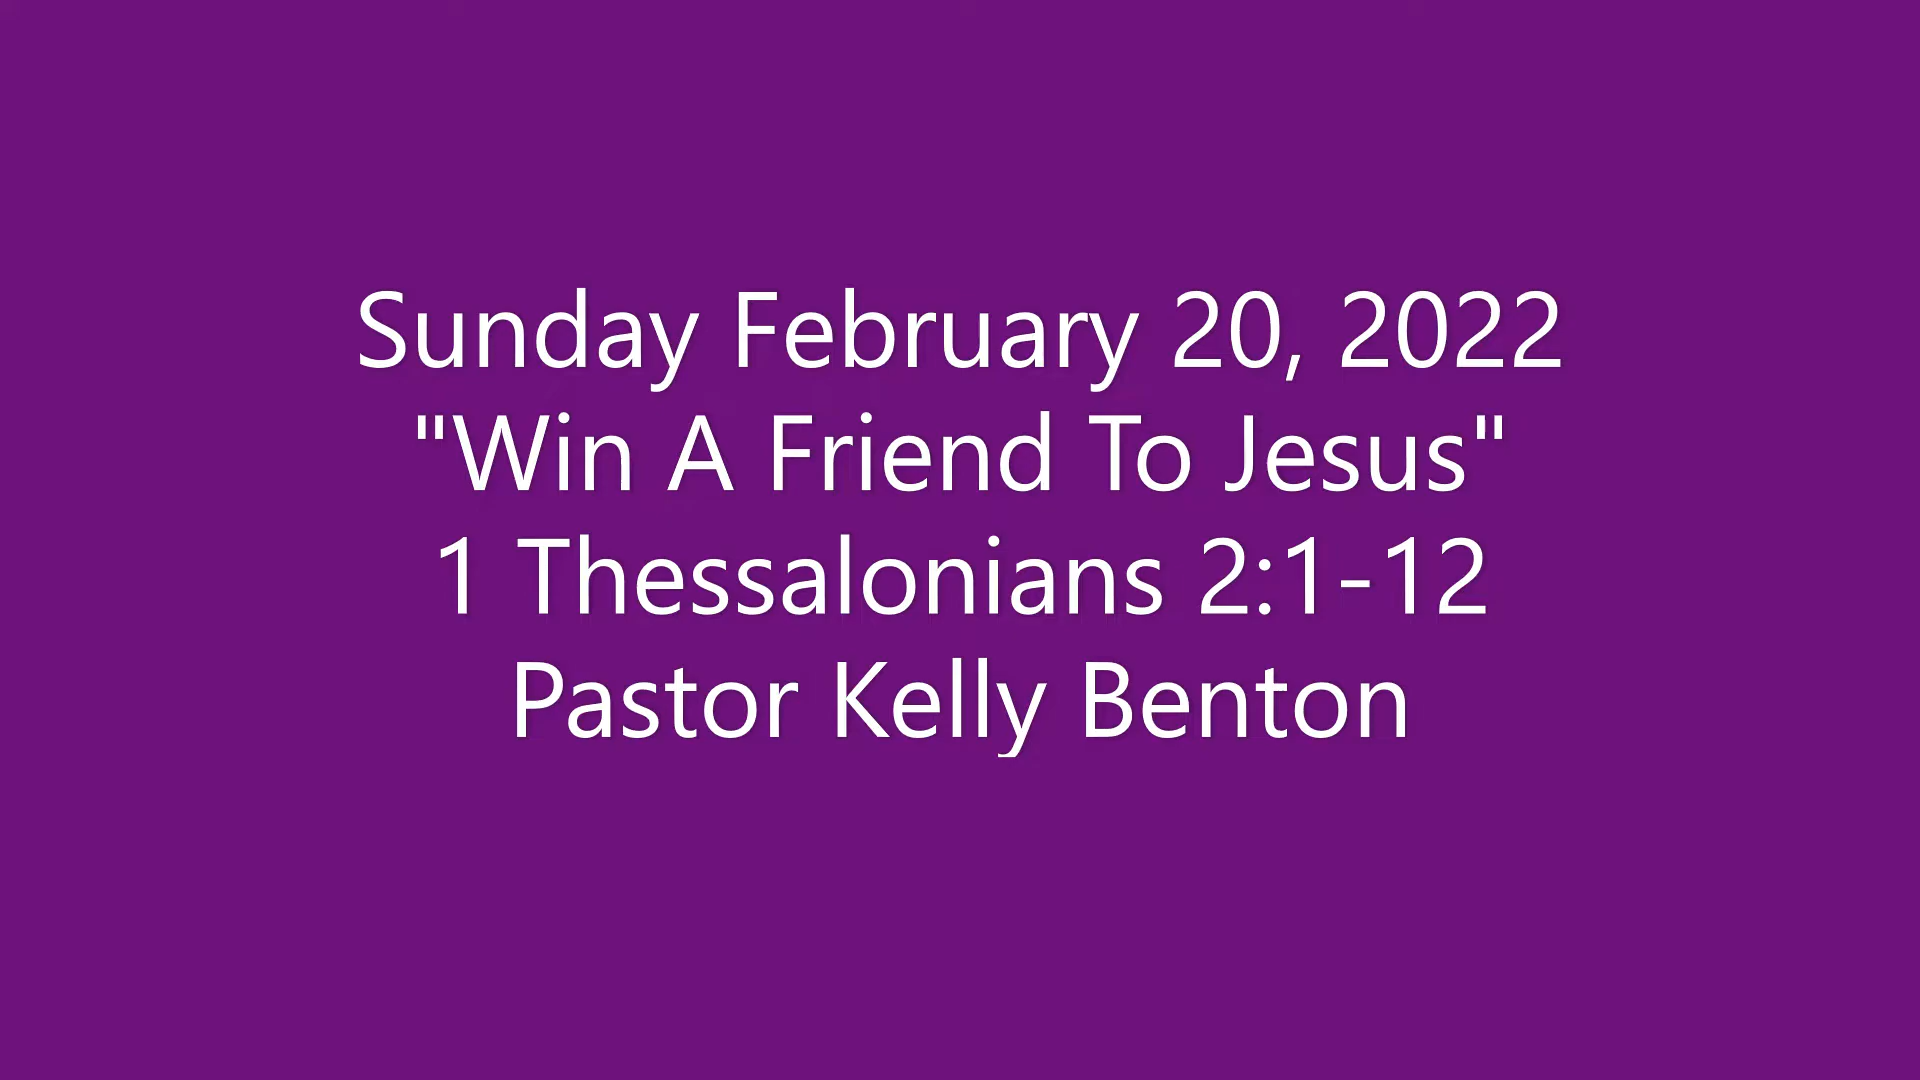 Sunday February 20, 2022
"Win A Friend To Jesus"
1 Thessalonians 2:1-12
Pastor Kelly Benton